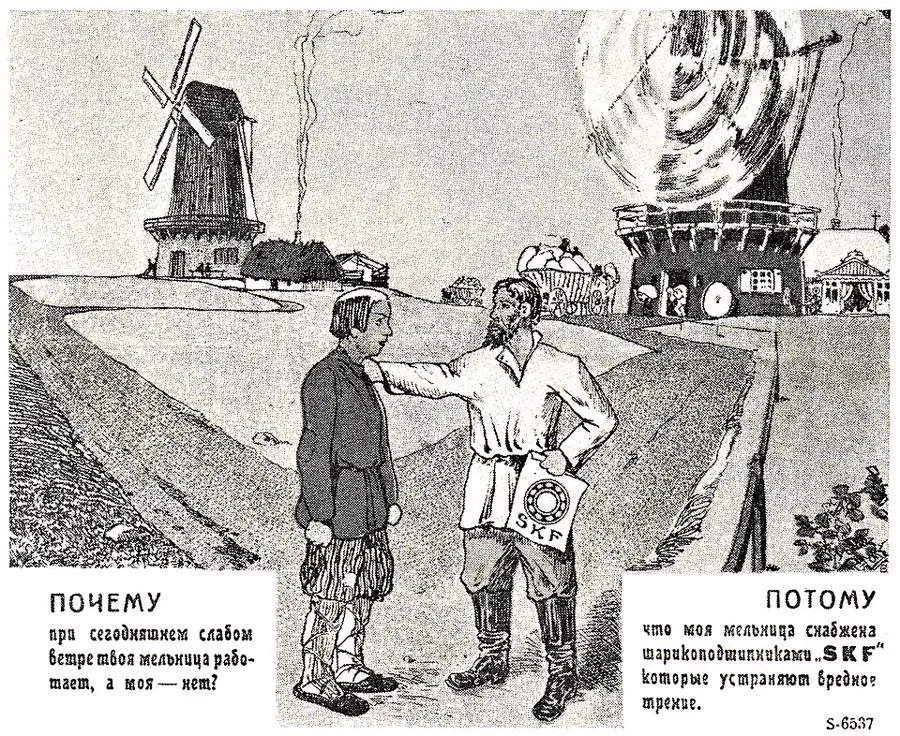 SKF
ПОЧЕМУ
при сегодняшнем слабом
ветре твоя мельница рабо-
тает, а моя — нет?
ПОТОМУ
что моя мельница снабжена
шарикоподшипниками „SKF"
которые устраняют вредное
трение.
S-6537